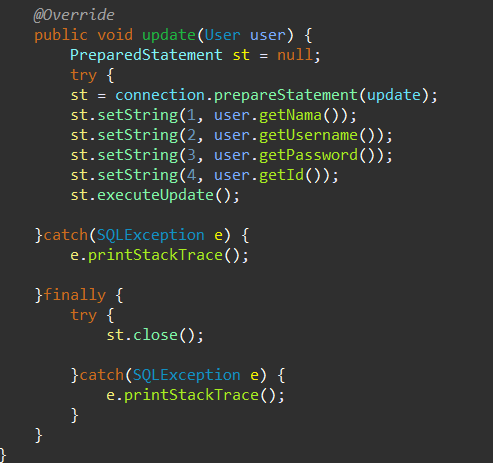 @Override
public void update(User user) {
PreparedStatement st = null;
try {
st = connection.prepareStatement(update);
st.setString(1, user.getNama());
st.setString(2, user.getUsername());
st.setString(3, user.getPassword());
st.setString(4, user.getId());
st.executeUpdate();
}catch(SQLException e) {
e.printStackTrace();
}finally {
try {
st.close();
}catch(SQLException e) {
e.printStackTrace();
}
}
}